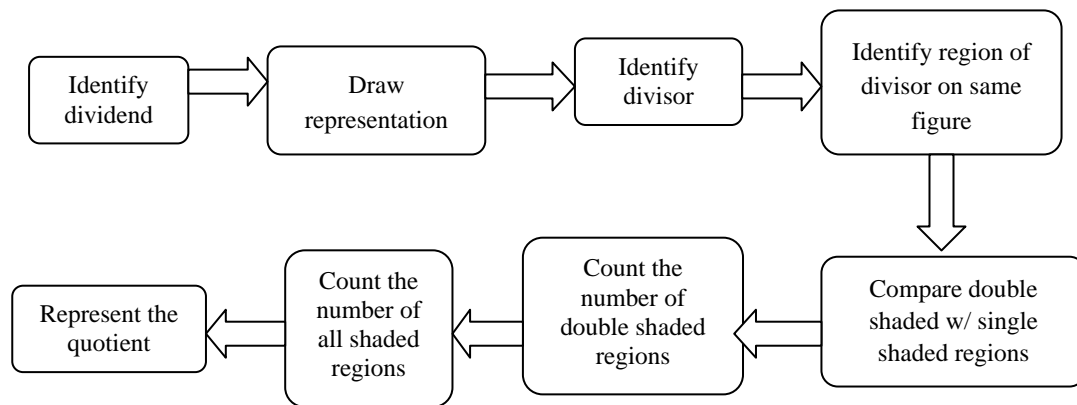 Identify
dividend
Draw
representation
Identify
divisor
Identify region of
divisor on same
figure
Compare double
shaded w/ single
shaded regions
Count the
number of
double shaded
regions
Count the
number of
all shaded
regions
Represent the
quotient